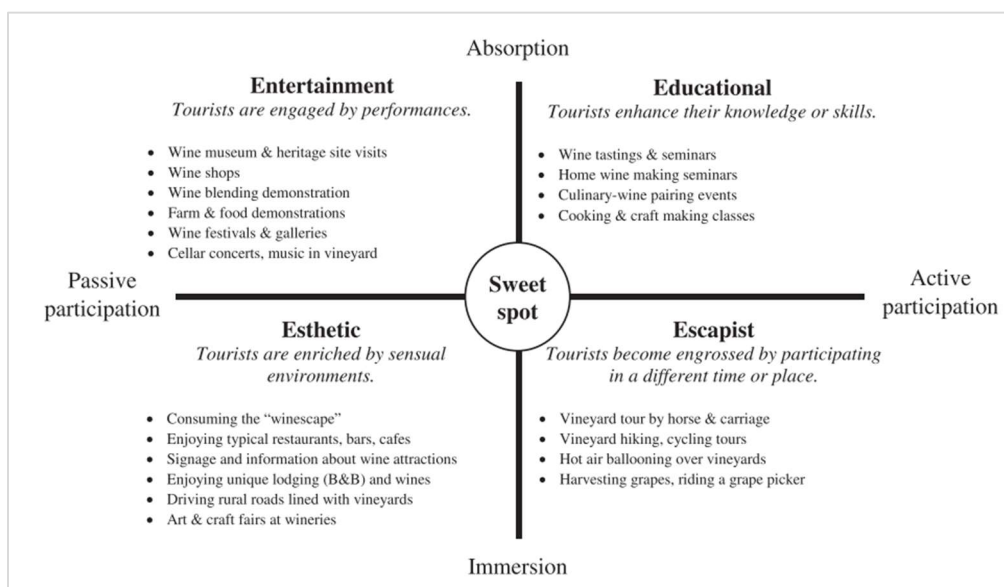 Absorption
Entertainment
Tourists are engaged by performances.
• Wine museum & heritage site visits
• Wine shops
• Wine blending demonstration
• Farm & food demonstrations
• Wine festivals & galleries
• Cellar concerts, music in vineyard
Educational
Tourists enhance their knowledge or skills.
• Wine tastings & seminars
• Home wine making seminars
• Culinary-wine pairing events
• Cooking & craft making classes
Passive
participation
Sweet
spot
Active
participation
Esthetic
Tourists are enriched by sensual
environments.
• Consuming the “winescape”
• Enjoying typical restaurants, bars, cafes
• Signage and information about wine attractions
• Enjoying unique lodging (B&B) and wines
• Driving rural roads lined with vineyards
• Art & craft fairs at wineries
Escapist
Tourists become engrossed by participating
in a different time or place.
• Vineyard tour by horse & carriage
• Vineyard hiking, cycling tours
• Hot air ballooning over vineyards
• Harvesting grapes, riding a grape picker
Immersion